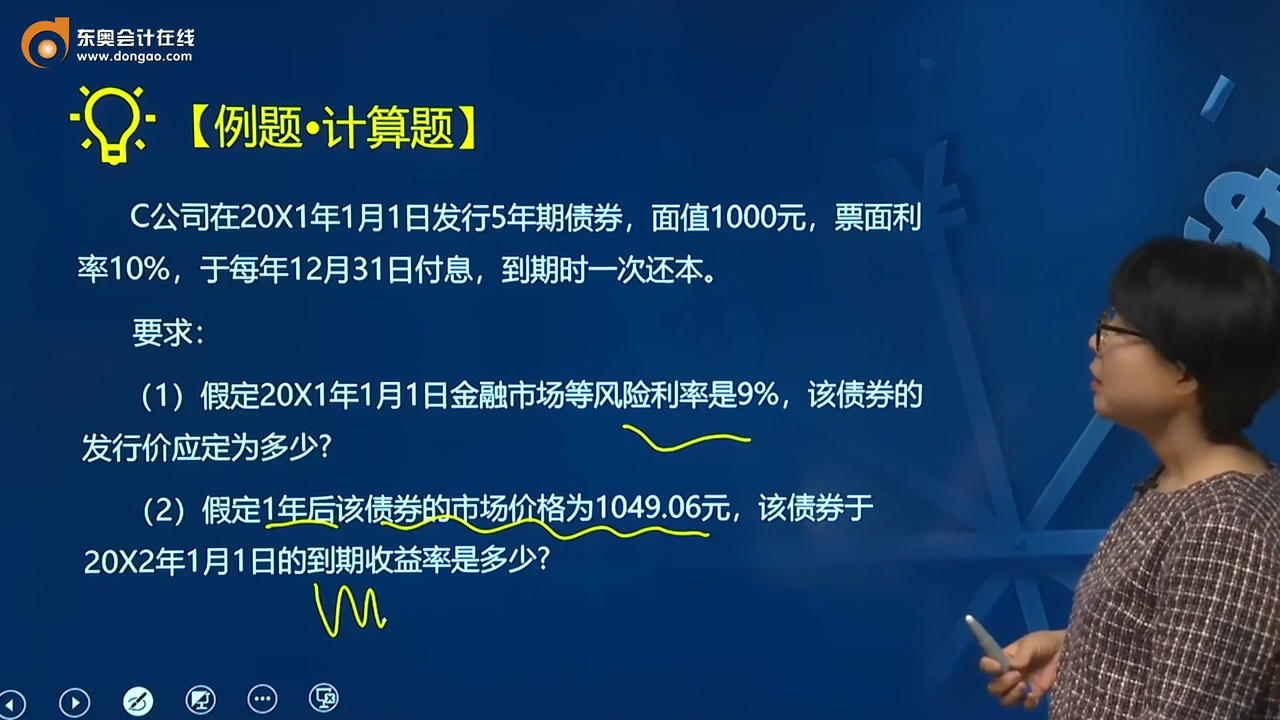 东奥会计在线
www.dongao.com
【例题•计算题】
C公司在20X1年1月1日发行5年期债券，面值1000元，票面利
率10%，于每年12月31日付息，到期时一次还本。
要求：
（1）假定20X1年1月1日金融市场等风险利率是9%，该债券的
发行价应定为多少?
（2）假定1年后该债券的市场价格为1049.06元，该债券于
20X2年1月1日的到期收益率是多少?